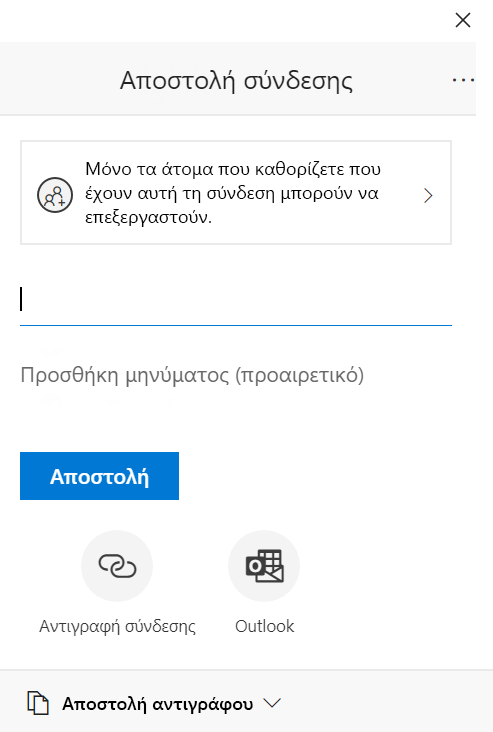 Αποστολή σύνδεσης
Μόνο τα άτομα που καθορίζετε που
έχουν αυτή τη σύνδεση μπορούν να
επεξεργαστούν.
Προσθήκη μηνύματος (προαιρετικό)
Αποστολή
Αντιγραφή σύνδεσης
Outlook
Αποστολή αντιγράφου